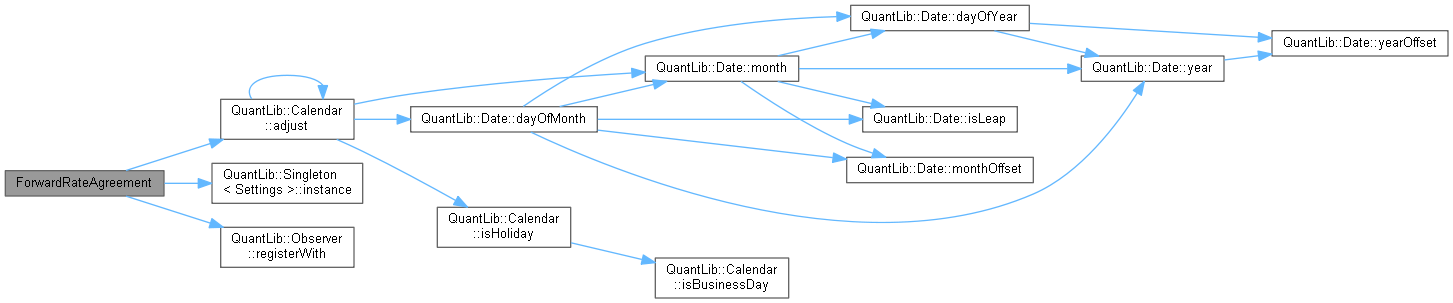 ForwardRateAgreement
QuantLib::Calendar
::adjust
QuantLib::Singleton
< Settings >::instance
QuantLib::Observer
::registerWith
QuantLib::Date::dayOfMonth
QuantLib::Calendar
::isHoliday
QuantLib::Date::month
QuantLib::Calendar
::isBusinessDay
QuantLib::Date::dayOfYear
QuantLib::Date::isLeap
QuantLib::Date::monthOffset
QuantLib::Date::year
QuantLib::Date::yearOffset